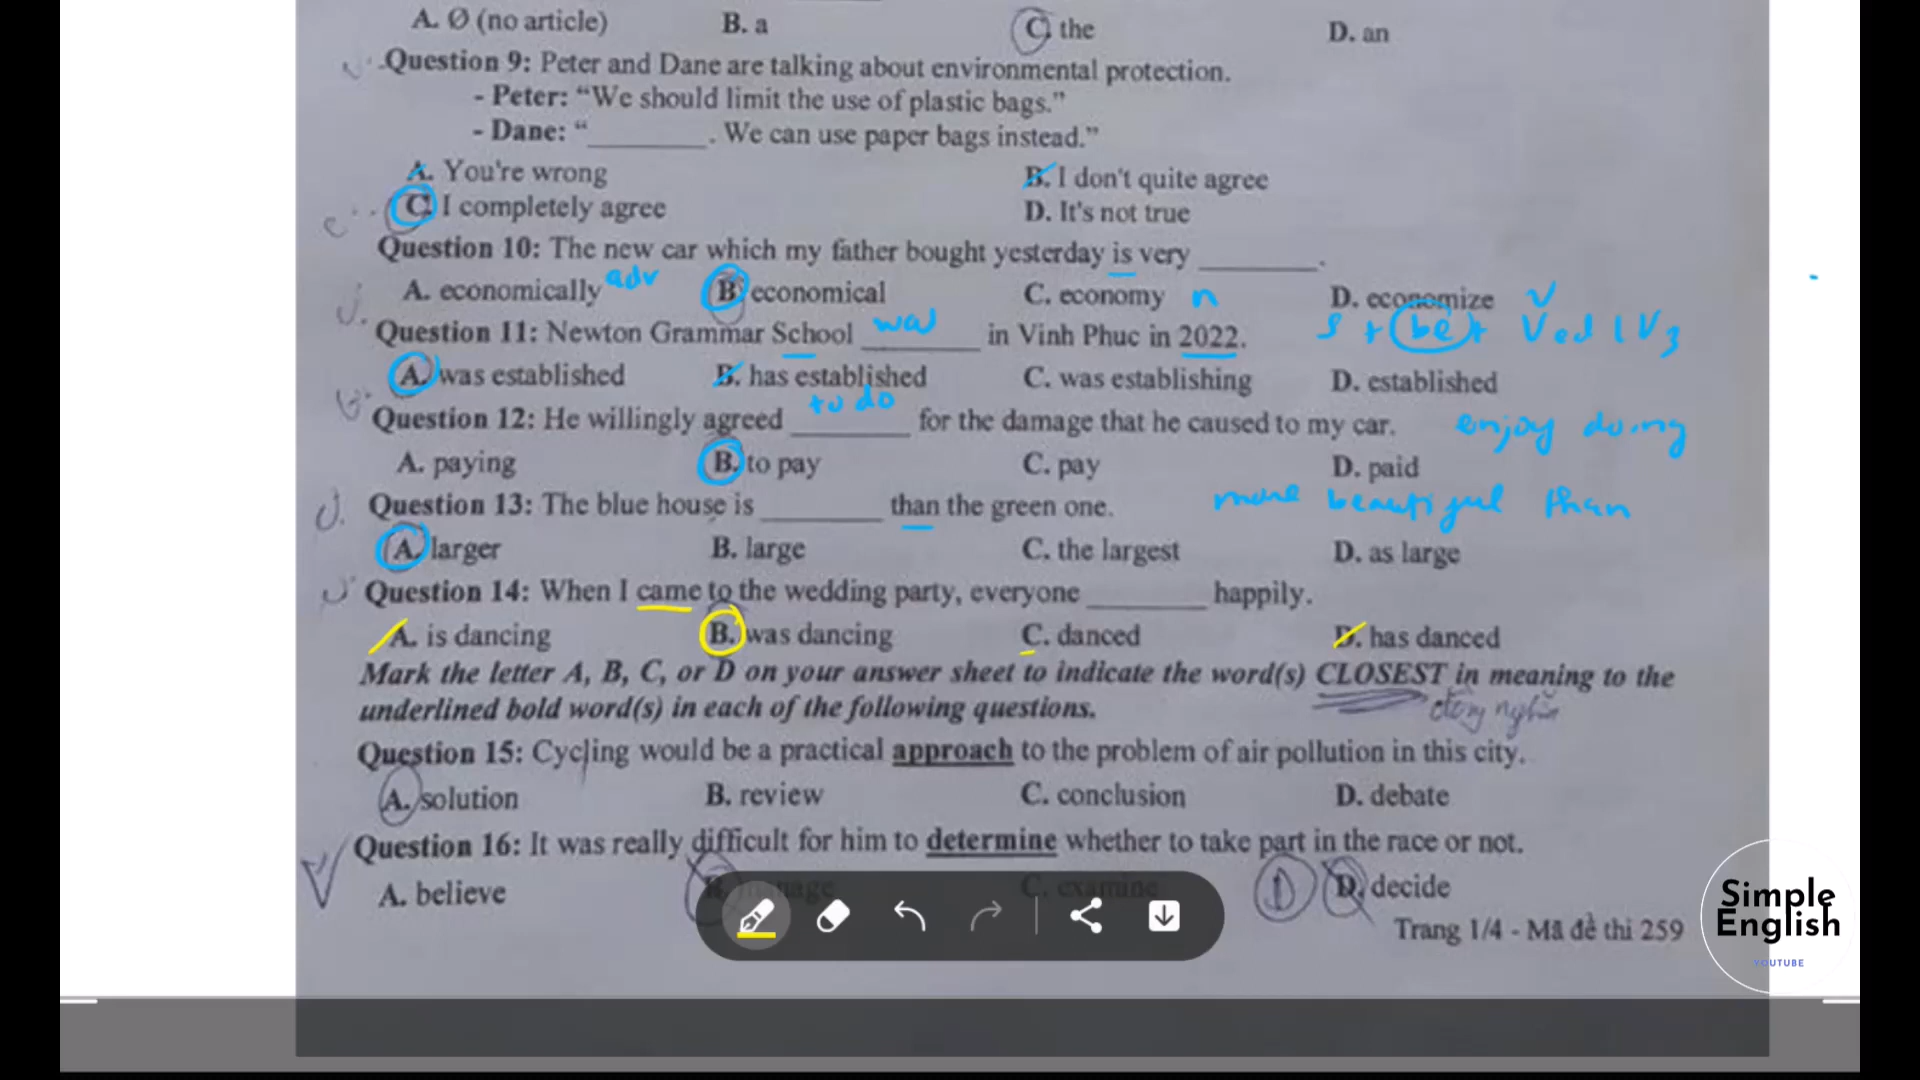 A. Ø (no article) B. a C. the D. an
Question 9: Peter and Dane are talking about environmental protection.
- Peter: “We should limit the use of plastic bags.”
- Dane: “________. We can use paper bags instead.”
A. You're wrong B. I don't quite agree
C. I completely agree D. It's not true
Question 10: The new car which my father bought yesterday is very ________.
A. economically adv B. economical C. economy n D. economize V
Question 11: Newton Grammar School was ________ in Vinh Phuc in 2022. S + be + Ved / V3
A. was established B. has established C. was establishing D. established
Question 12: He willingly agreed to do ________ for the damage that he caused to my car. enjoy doing
A. paying B. to pay C. pay D. paid
Question 13: The blue house is ________ than the green one. more beautiful than
A. larger B. large C. the largest D. as large
Question 14: When I came to the wedding party, everyone ________ happily.
A. is dancing B. was dancing C. danced D. has danced
Mark the letter A, B, C, or D on your answer sheet to indicate the word(s) CLOSEST in meaning to the
underlined bold word(s) in each of the following questions.
đồng nghĩa
Question 15: Cycling would be a practical approach to the problem of air pollution in this city.
A. solution B. review C. conclusion D. debate
Question 16: It was really difficult for him to determine whether to take part in the race or not.
A. believe B. manage C. examine D D. decide
Trang 1/4 - Mã đề thi 259
Simple
English
YOUTUBE